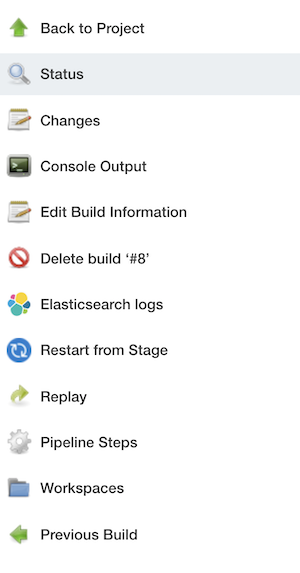 Back to Project
Status
Changes
Console Output
Edit Build Information
Delete build ‘#8’
Elasticsearch logs
Restart from Stage
Replay
Pipeline Steps
Workspaces
Previous Build